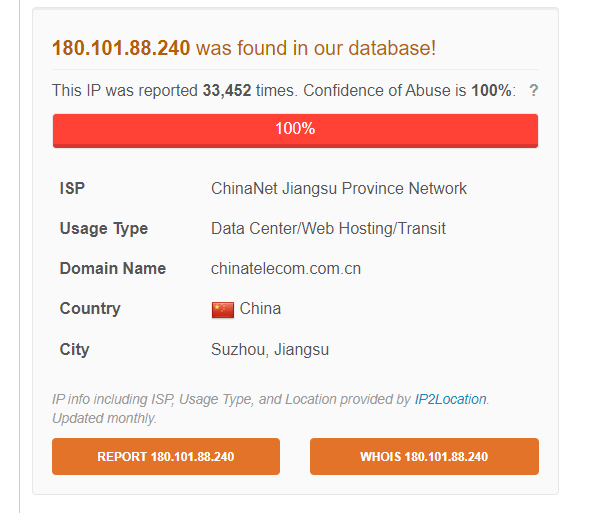 180.101.88.240 was found in our database!
This IP was reported 33,452 times. Confidence of Abuse is 100%: ?
100%
ISP ChinaNet Jiangsu Province Network
Usage Type Data Center/Web Hosting/Transit
Domain Name chinatelecom.com.cn
Country China
City Suzhou, Jiangsu
IP info including ISP, Usage Type, and Location provided by IP2Location.
Updated monthly.
REPORT 180.101.88.240 WHOIS 180.101.88.240